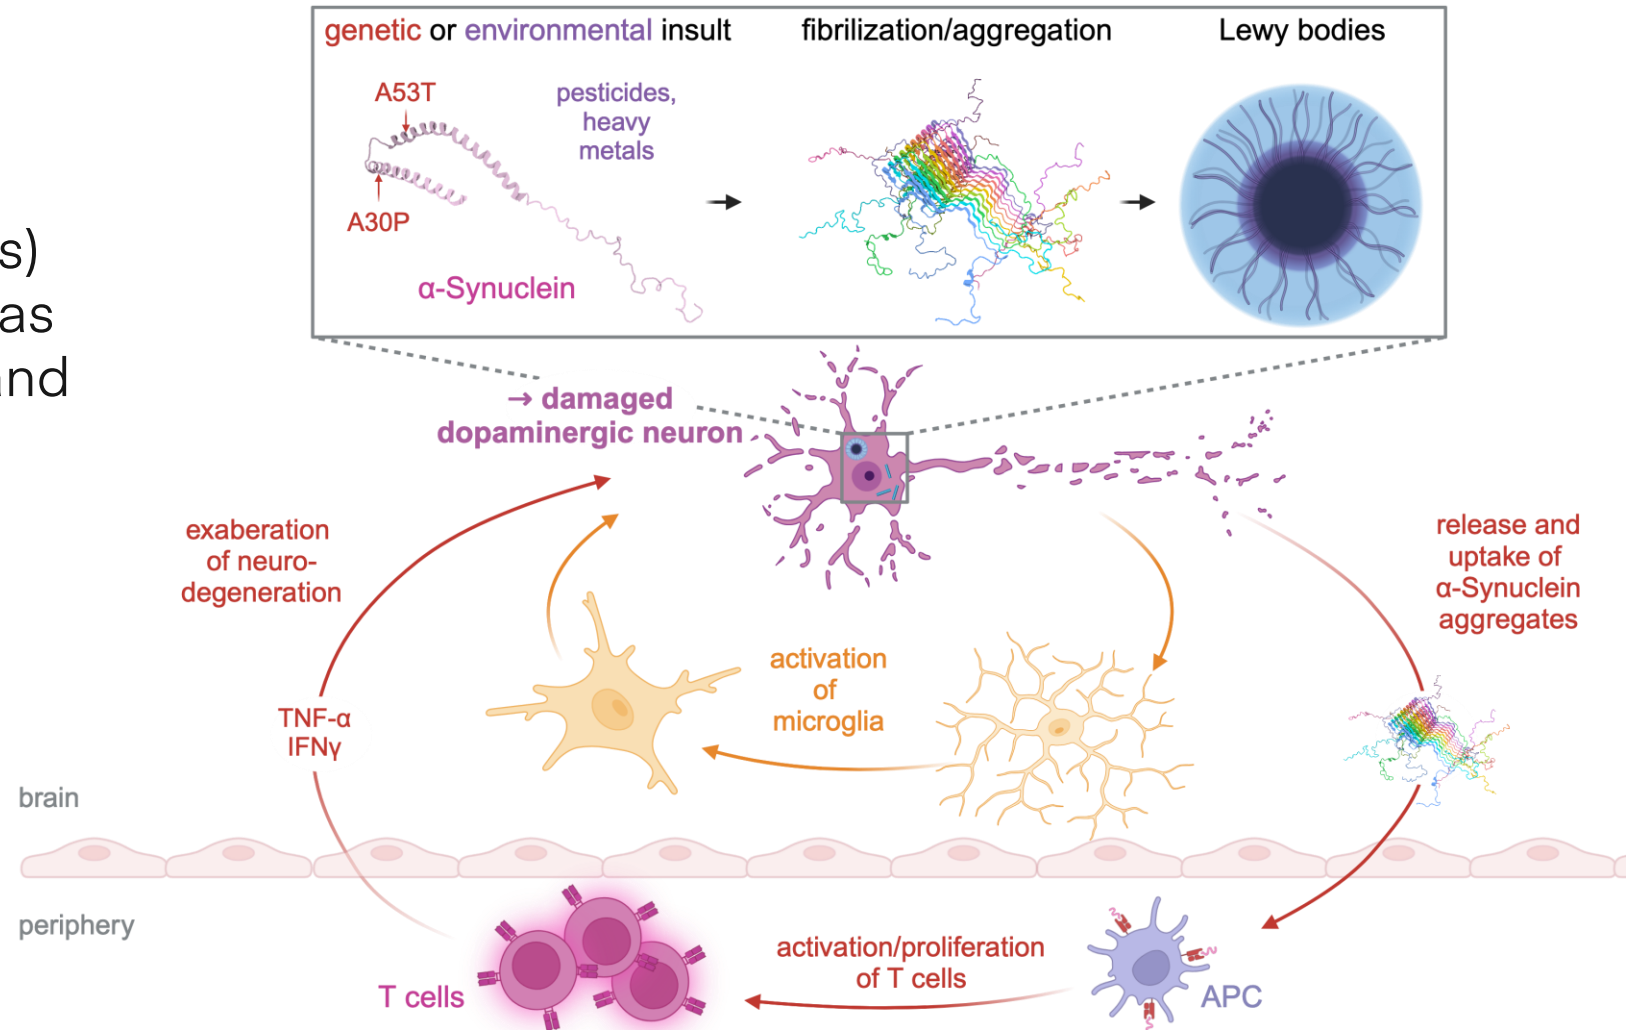 genetic or environmental insult
fibrilization/aggregation
Lewy bodies
A53T
pesticides,
heavy
metals
A30P
α-Synuclein
s)
as
and
→ damaged
dopaminergic neuron
exaberation
of neuro-
degeneration
release and
uptake of
α-Synuclein
aggregates
activation
of
microglia
TNF-α
IFNγ
brain
periphery
activation/proliferation
of T cells
T cells
APC